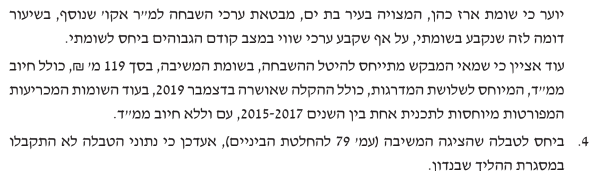 יוער כי שומת ארז כהן, המצויה בעיר בת ים, מבטאת ערכי השבחה למ"ר אקו' שנוסף, בשיעור
דומה לזה שנקבע בשומתי, על אף שקבע ערכי שווי במצב קודם הגבוהים ביחס לשומתי.
עוד אציין כי שמאי המבקש מתייחס להיטל ההשבחה, בשומת המשיבה, בסך 119 מ' ₪, כולל חיוב
ממ"ד, המיוחס לשלושת המדרגות, כולל ההקלה שאושרה בדצמבר 2019, בעוד השומות המכריעות
המפורטות מיוחסות לתכנית אחת בין השנים 2015-2017, עם וללא חיוב ממ"ד.
4. ביחס לטבלה שהציגה המשיבה (עמ' 79 להחלטת הביניים), אעדכן כי נתוני הטבלה לא התקבלו
במסגרת ההליך שבנדון.